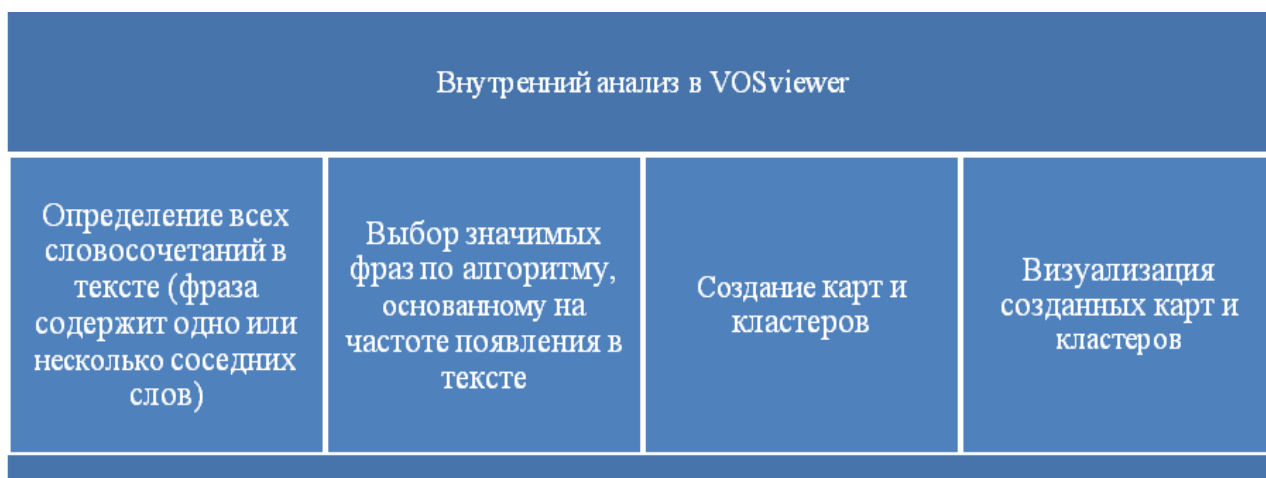 Внутренний анализ в VOSviewer
Определение всех
словосочетаний в
тексте (фраза
содержит одно или
несколько соседних
слов)
Выбор значимых
фраз по алгоритму,
основанному на
частоте появления в
тексте
Создание карт и
кластеров
Визуализация
созданных карт и
кластеров